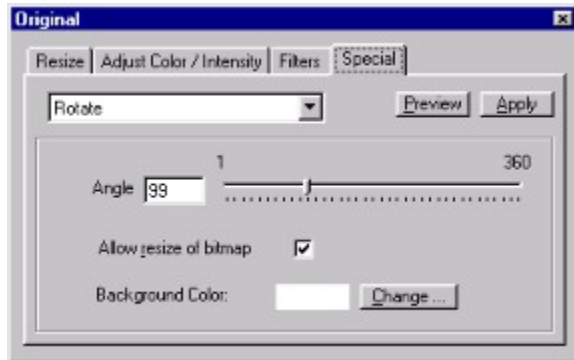 Original
Resize Adjust Color / Intensity Filters Special
Rotate Preview Apply
1 360
Angle 99
Allow resize of bitmap
Background Color: Change ...